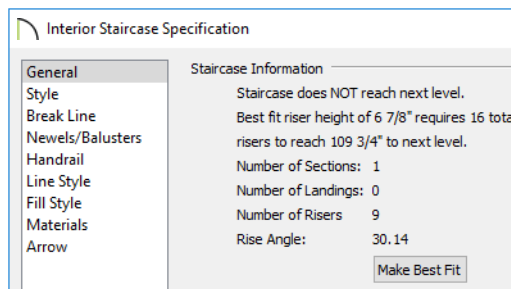 Interior Staircase Specification
General
Style
Break Line
Newels/Balusters
Handrail
Line Style
Fill Style
Materials
Arrow
Staircase Information
Staircase does NOT reach next level.
Best fit riser height of 6 7/8" requires 16 tota
risers to reach 109 3/4" to next level.
Number of Sections: 1
Number of Landings: 0
Number of Risers 9
Rise Angle: 30.14
Make Best Fit